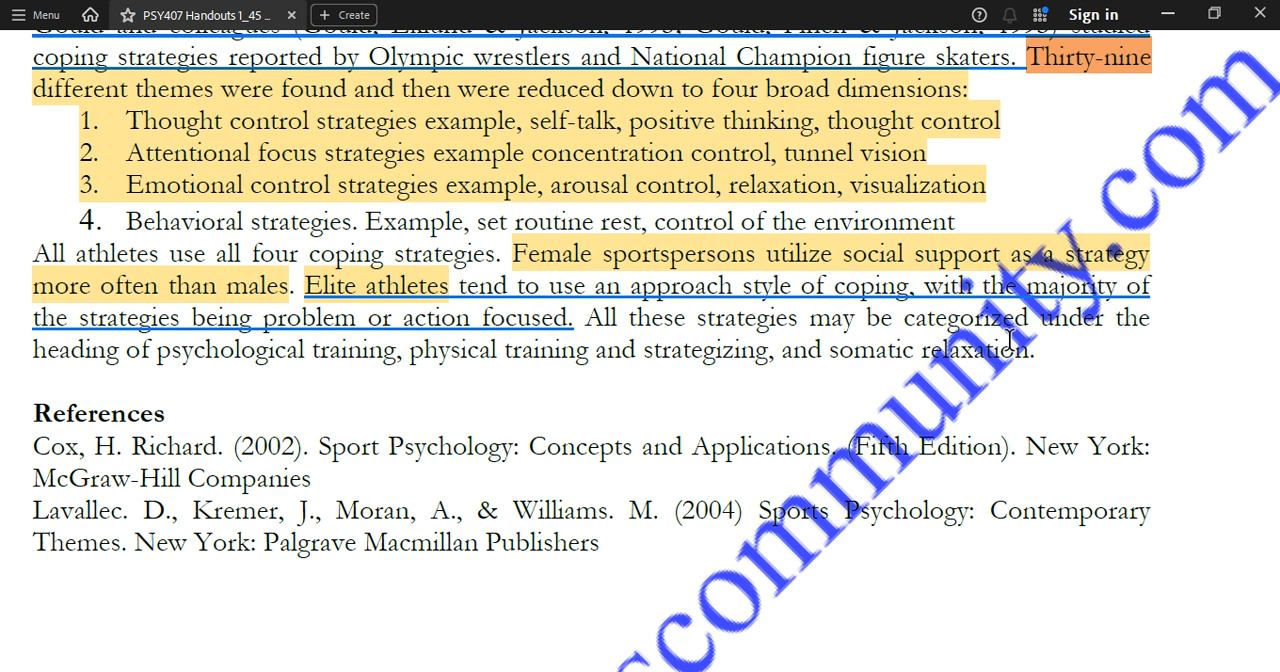 Menu
PSY407 Handouts 1_45 ...
Create
Sign in
coping strategies reported by Olympic wrestlers and National Champion figure skaters. Thirty-nine
different themes were found and then were reduced down to four broad dimensions:
1. Thought control strategies example, self-talk, positive thinking, thought control
2. Attentional focus strategies example concentration control, tunnel vision
3. Emotional control strategies example, arousal control, relaxation, visualization
4. Behavioral strategies. Example, set routine rest, control of the environment
All athletes use all four coping strategies. Female sportspersons utilize social support as a strategy
more often than males. Elite athletes tend to use an approach style of coping, with the majority of
the strategies being problem or action focused. All these strategies may be categorized under the
heading of psychological training, physical training and strategizing, and somatic relaxation.
References
Cox, H. Richard. (2002). Sport Psychology: Concepts and Applications. (Fifth Edition). New York:
McGraw-Hill Companies
Lavallec. D., Kremer, J., Moran, A., & Williams. M. (2004) Sports Psychology: Contemporary
Themes. New York: Palgrave Macmillan Publishers
community.com